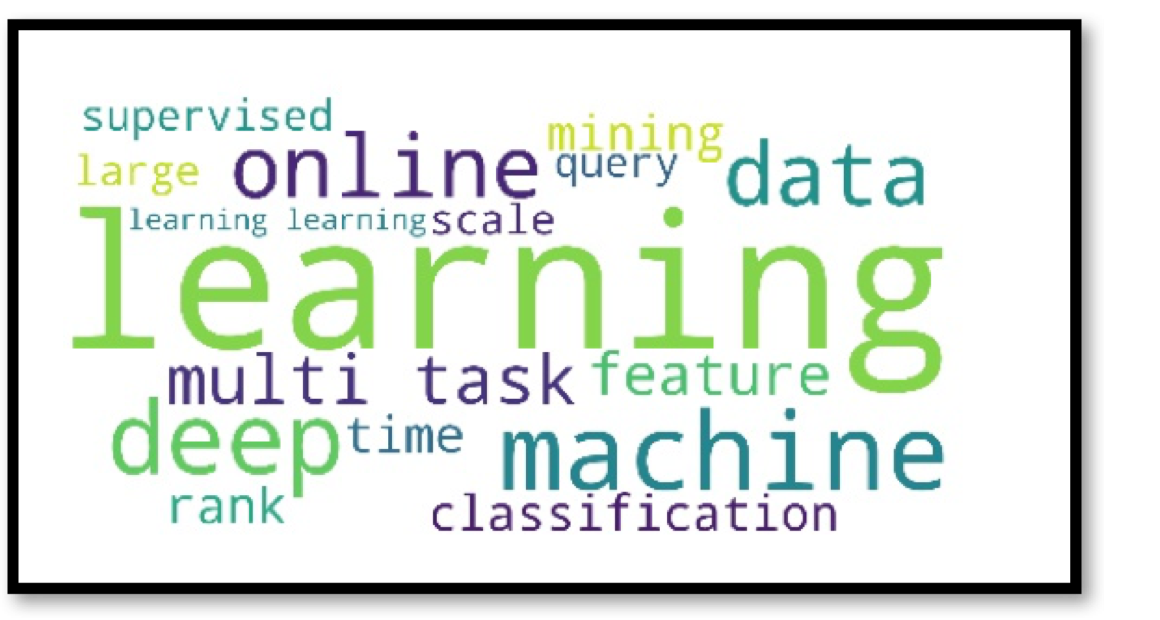 supervised
mining
large online query data
learning learning scale
learning
multi task feature
deep time machine
rank classification